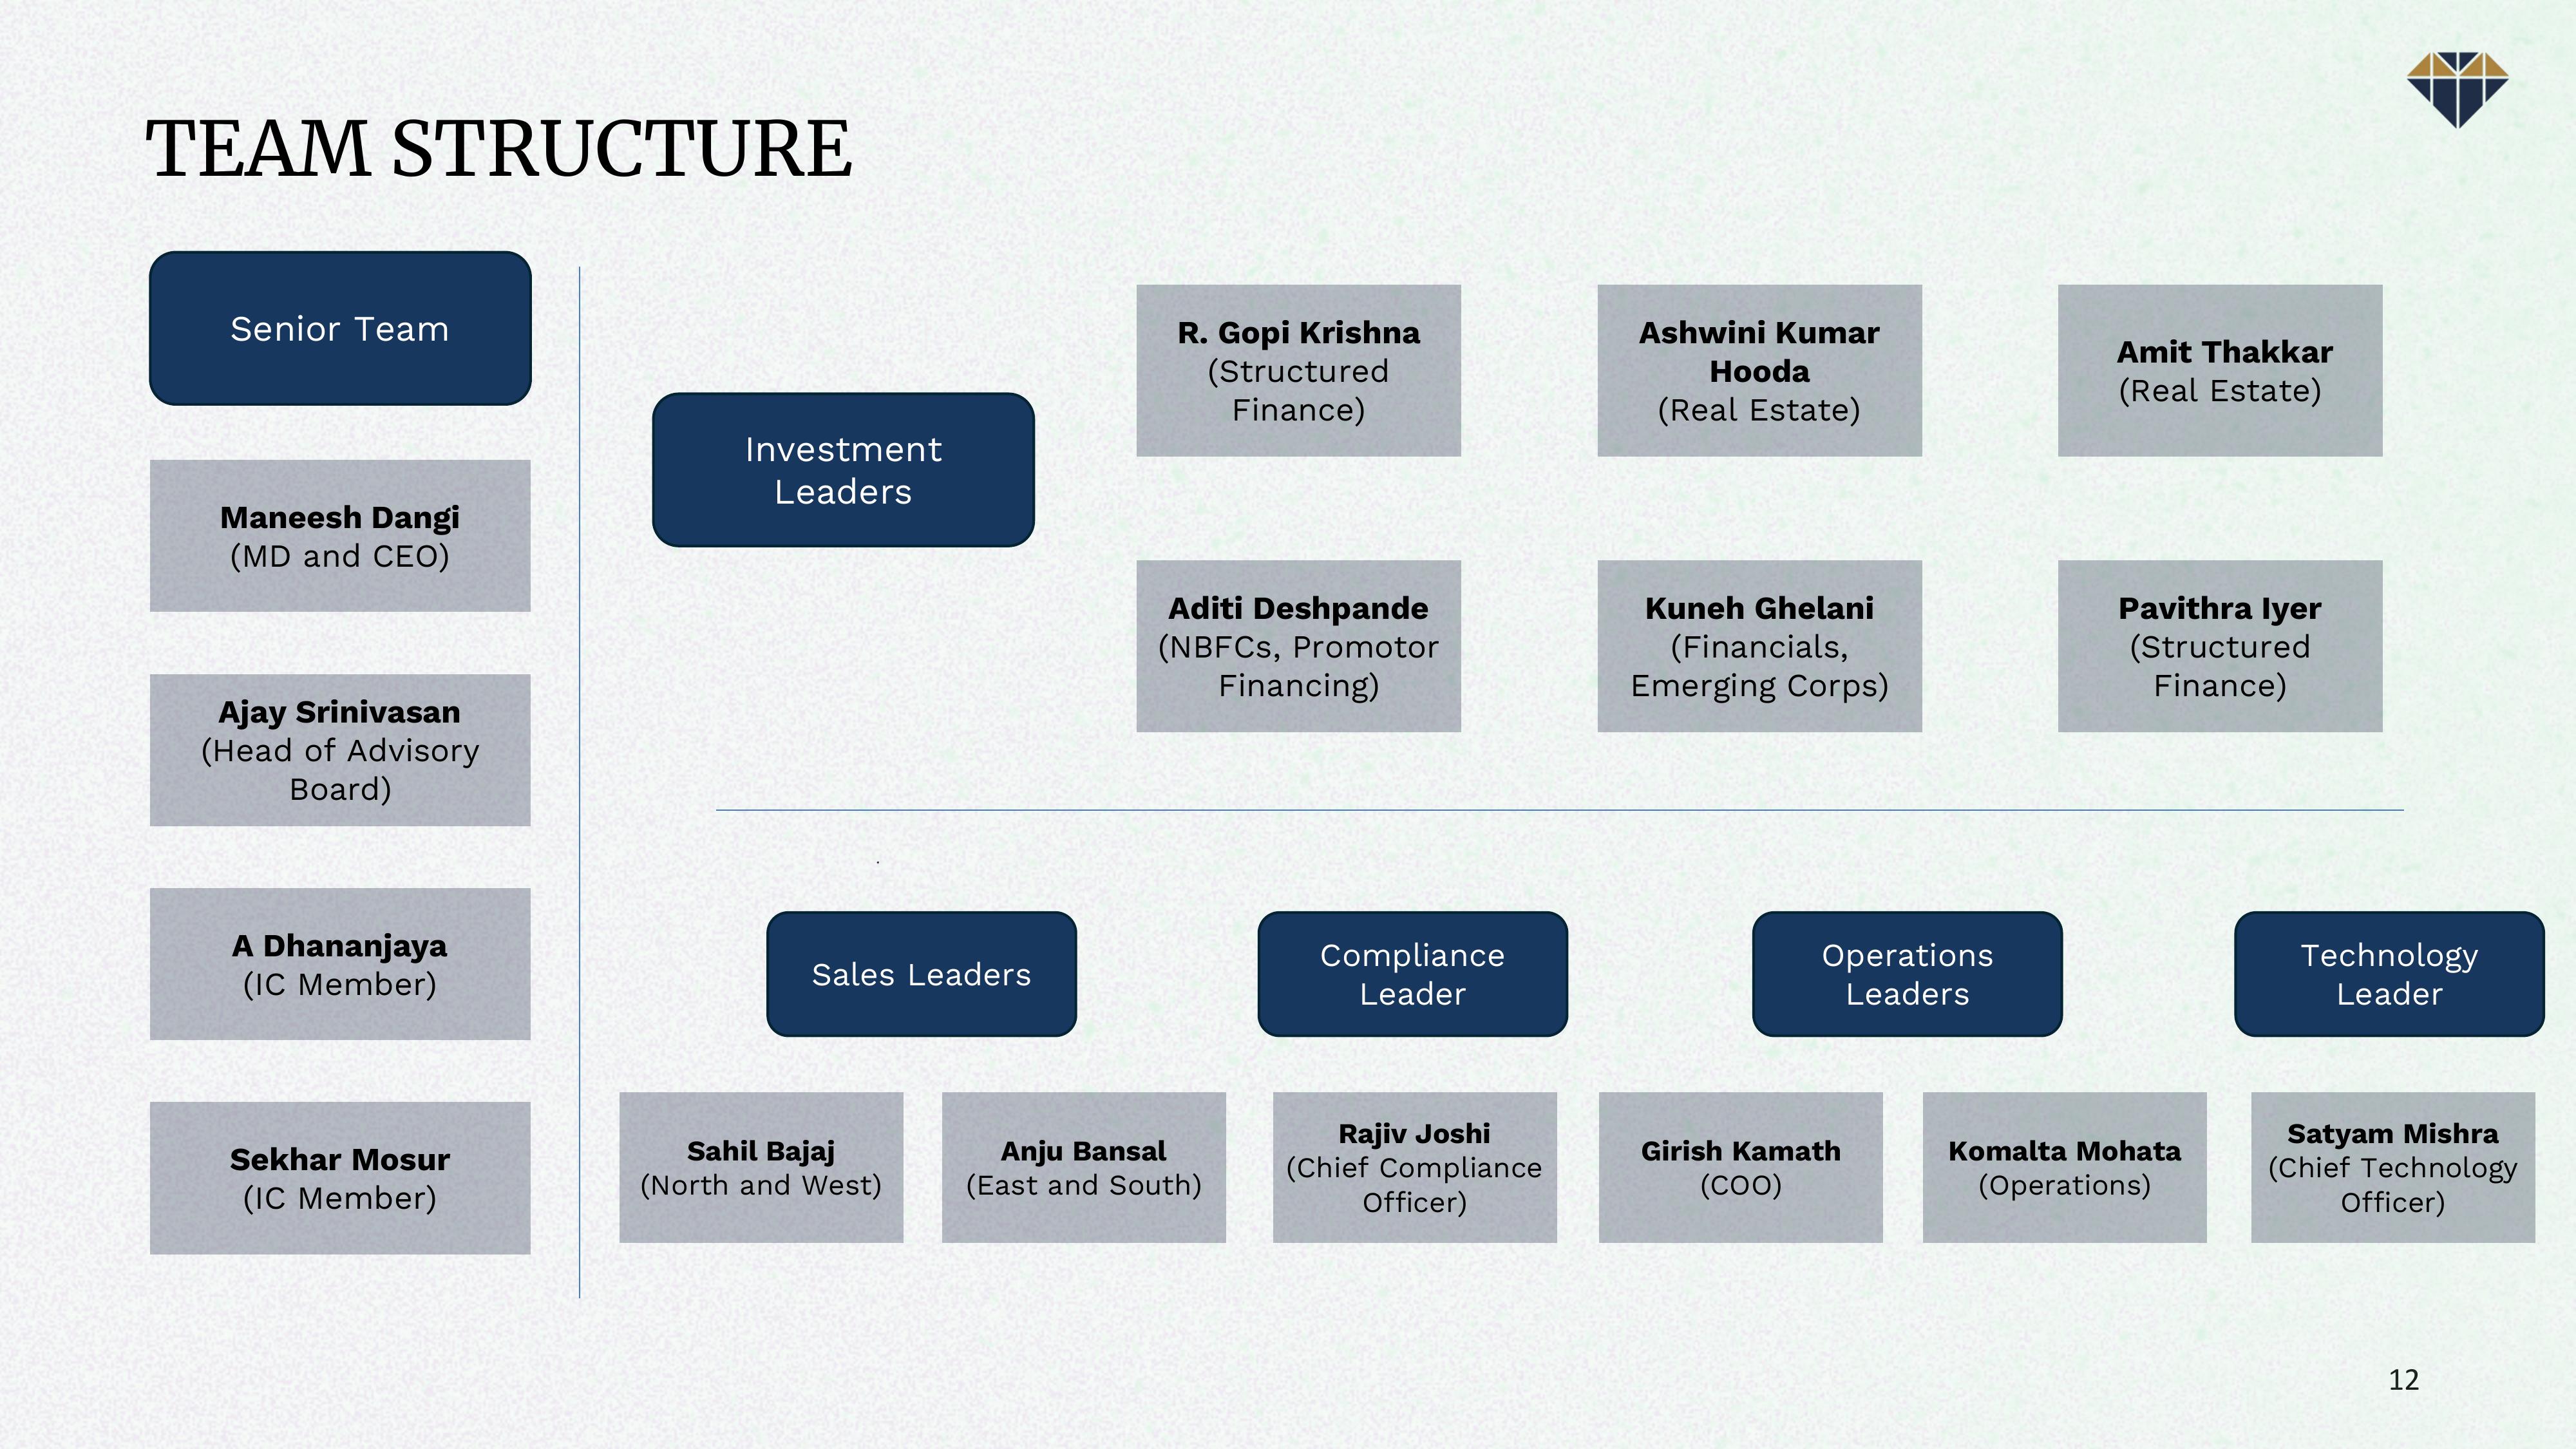 TEAM STRUCTURE
Senior Team
Maneesh Dangi
(MD and CEO)
Ajay Srinivasan
(Head of Advisory
Board)
A Dhananjaya
(IC Member)
Sekhar Mosur
(IC Member)
Investment
Leaders
R. Gopi Krishna
(Structured
Finance)
Ashwini Kumar
Hooda
(Real Estate)
Amit Thakkar
(Real Estate)
Aditi Deshpande
(NBFCs, Promotor
Financing)
Kuneh Ghelani
(Financials,
Emerging Corps)
Pavithra Iyer
(Structured
Finance)
Sales Leaders
Sahil Bajaj
(North and West)
Anju Bansal
(East and South)
Compliance
Leader
Rajiv Joshi
(Chief Compliance
Officer)
Operations
Leaders
Girish Kamath
(COO)
Komalta Mohata
(Operations)
Technology
Leader
Satyam Mishra
(Chief Technology
Officer)
12